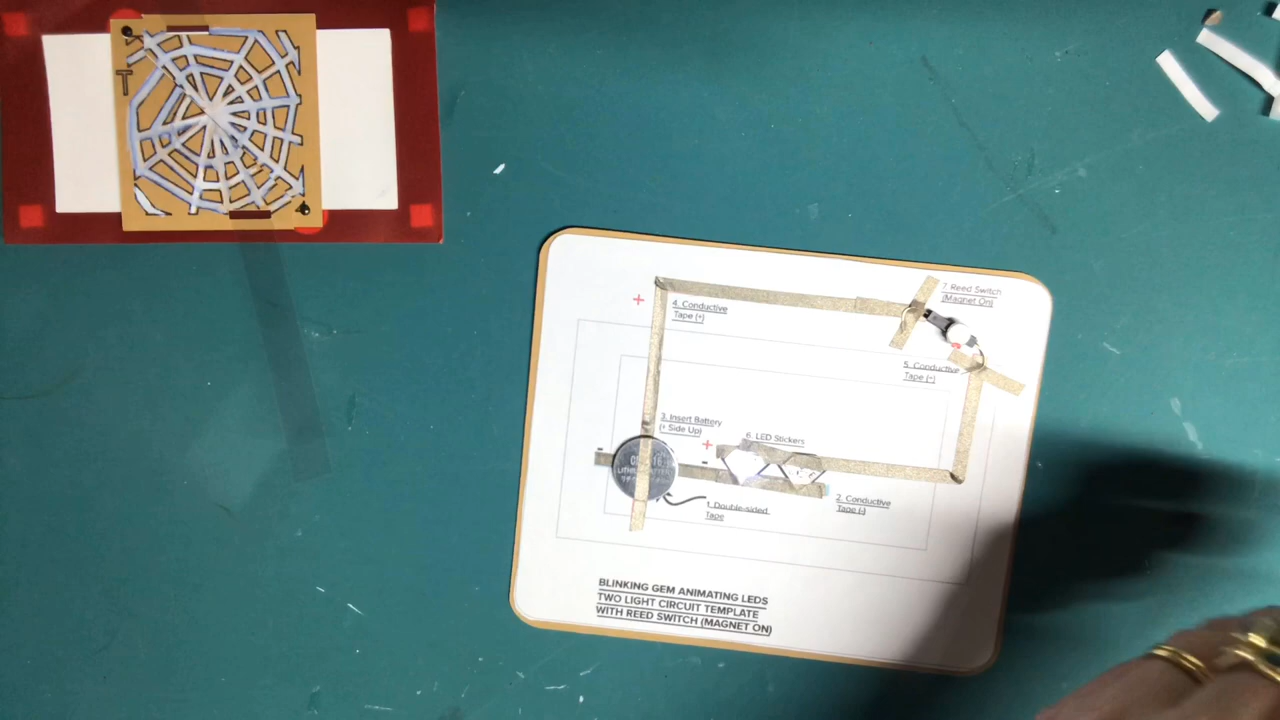 T
7. Reed Switch
(Magnet On)
+
4. Conductive
Tape (+)
5. Conductive
Tape (-)
3. Insert Battery
(+ Side Up)
+
6. LED Stickers
-
-
2. Conductive
Tape (-)
1. Double-sided
Tape
BLINKING GEM ANIMATING LEDS
TWO LIGHT CIRCUIT TEMPLATE
WITH REED SWITCH (MAGNET ON)